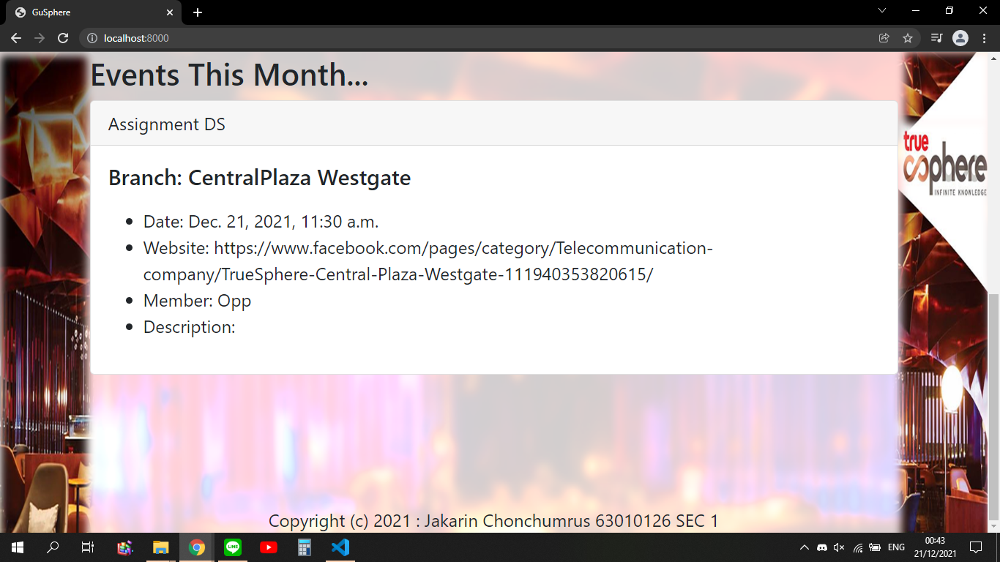 GuSphere
localhost:8000
Events This Month...
Assignment DS
true
sphere
INFINITE KNOWLEDGE
Branch: CentralPlaza Westgate
Date: Dec. 21, 2021, 11:30 a.m.
Website: https://www.facebook.com/pages/category/Telecommunication-
company/TrueSphere-Central-Plaza-Westgate-111940353820615/
Member: Opp
Description:
Copyright (c) 2021 : Jakarin Chonchumrus 63010126 SEC 1
LINE
ENG
00:43
21/12/2021